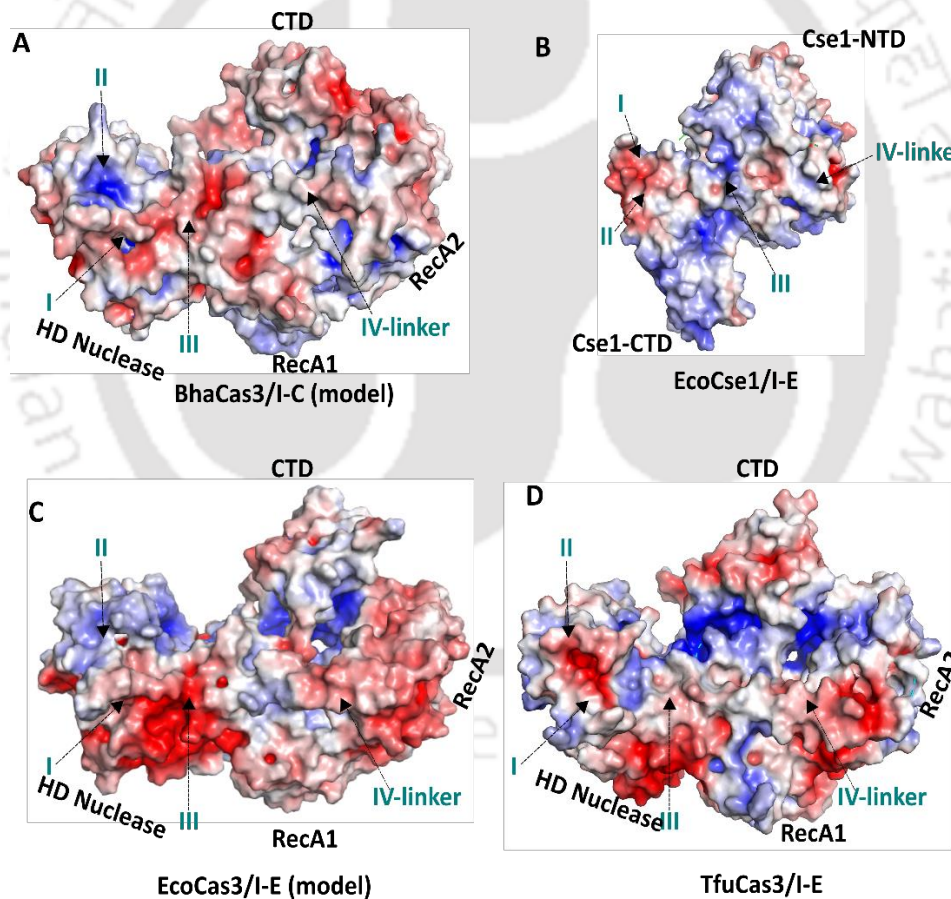 CTD
A
II
I
HD Nuclease
III
RecA1
IV-linker
RecA2
BhaCas3/I-C (model)
B
Cse1-NTD
I
IV-linke
II
III
Cse1-CTD
EcoCse1/I-E
CTD
C
II
I
HD Nuclease
III
RecA1
IV-linker
RecA2
EcoCas3/I-E (model)
CTD
D
II
I
HD Nuclease
III
RecA1
IV-linker
RecA2
TfuCas3/I-E